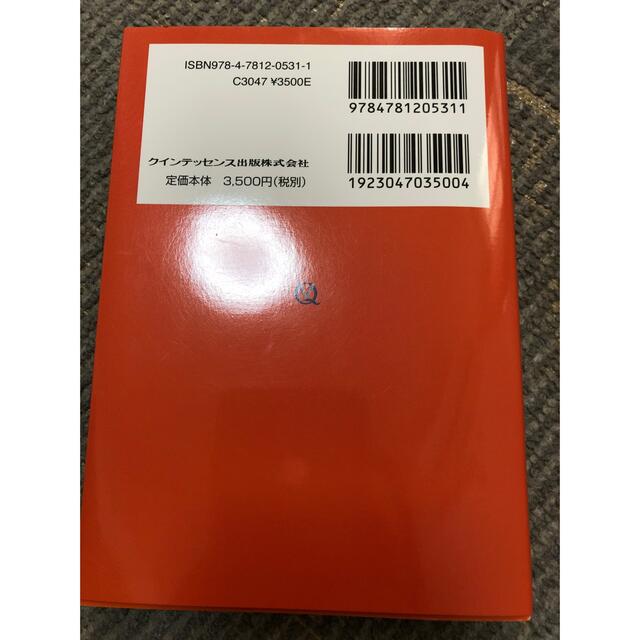 ISBN978-4-7812-0531-1
C3047 ¥3500E
9784781205311
クインテッセンス出版株式会社
定価本体 3,500円(税別)
1923047035004
Q